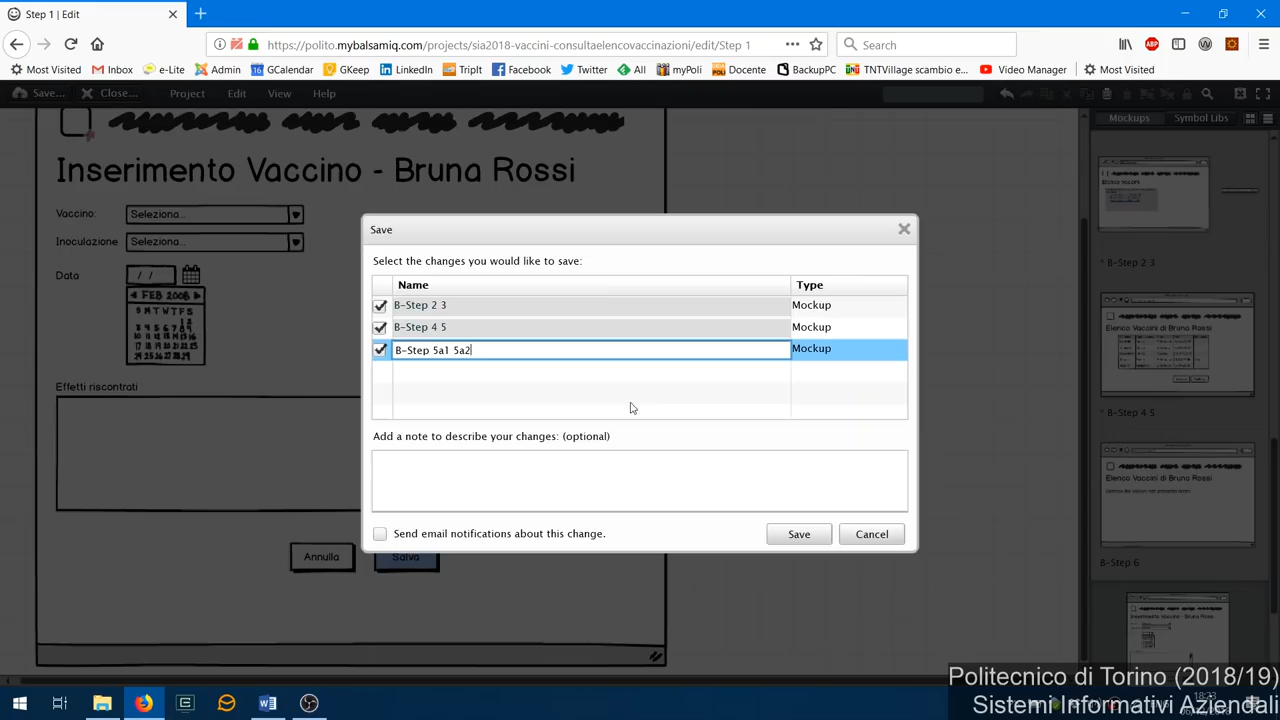 Step 1 | Edit
https://polito.mybalsamiq.com/projects/sia2018-vaccini-consultaelencovaccinazioni/edit/Step 1
Search
Most Visited Inbox e-Lite Admin GCalendar GKeep LinkedIn TripIt Facebook Twitter All myPoli Docente BackupPC TNTVillage scambio e... Video Manager Most Visited
Save... Close... Project Edit View Help
Mockups Symbol Libs
Inserimento Vaccino - Bruna Rossi
Vaccino: Seleziona...
Inoculazione Seleziona...
Data / /
FEB 2008
S M T W T F S
Effetti riscontrati
Annulla Salva
Save
Select the changes you would like to save:
Name Type
B-Step 2 3 Mockup
B-Step 4 5 Mockup
B-Step 5a1 5a2 Mockup
Add a note to describe your changes: (optional)
Send email notifications about this change.
Save Cancel
* B-Step 2 3
Elenco Vaccini di Bruna Rossi
* B-Step 4 5
Elenco Vaccini di Bruna Rossi
B-Step 6
Inserimento Vaccino - Bruna Rossi
Politecnico di Torino (2018/19)
Sistemi Informativi Aziendali